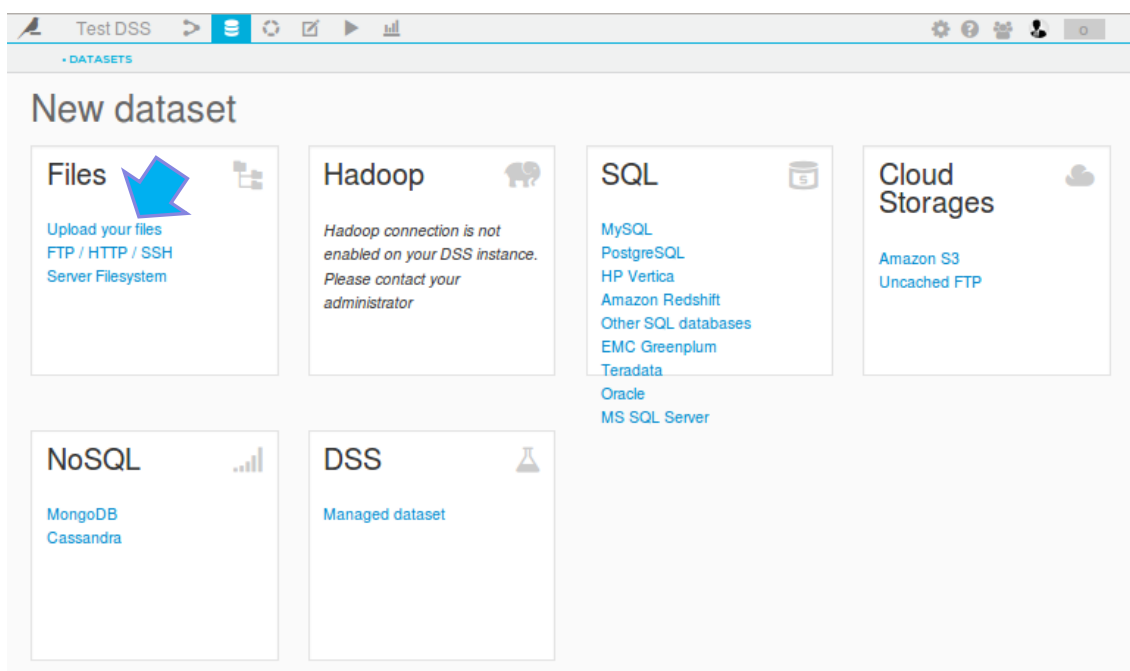 Test DSS
o
• DATASETS
New dataset
Files
Upload your files
FTP / HTTP / SSH
Server Filesystem
Hadoop
Hadoop connection is not
enabled on your DSS instance.
Please contact your
administrator
SQL
S
MySQL
PostgreSQL
HP Vertica
Amazon Redshift
Other SQL databases
EMC Greenplum
Teradata
Oracle
MS SQL Server
Cloud
Storages
Amazon S3
Uncached FTP
NoSQL
MongoDB
Cassandra
DSS
Managed dataset